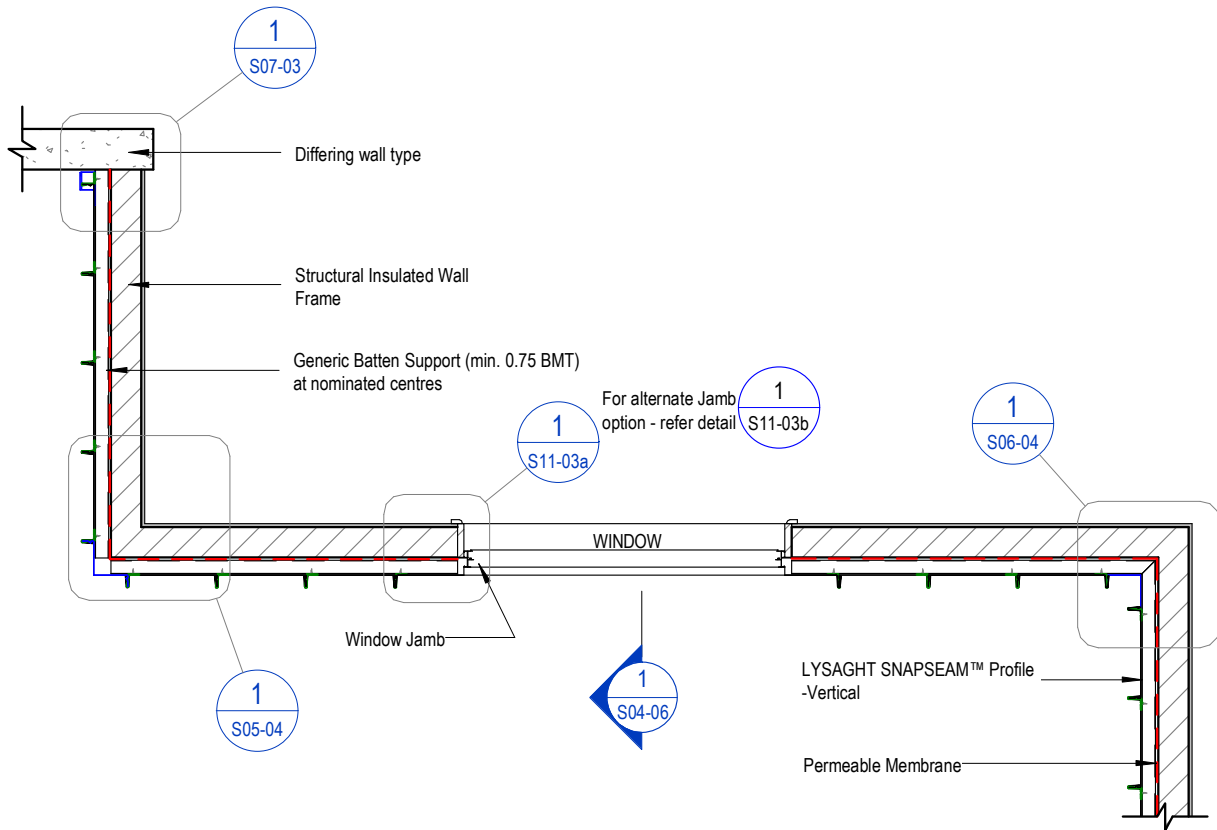 1
S07-03
Differing wall type
Structural Insulated Wall
Frame
Generic Batten Support (min. 0.75 BMT)
at nominated centres
For alternate Jamb
option - refer detail
1
S11-03b
1
S11-03a
1
S06-04
WINDOW
Window Jamb
1
S05-04
1
S04-06
LYSAGHT SNAPSEAM™ Profile
-Vertical
Permeable Membrane